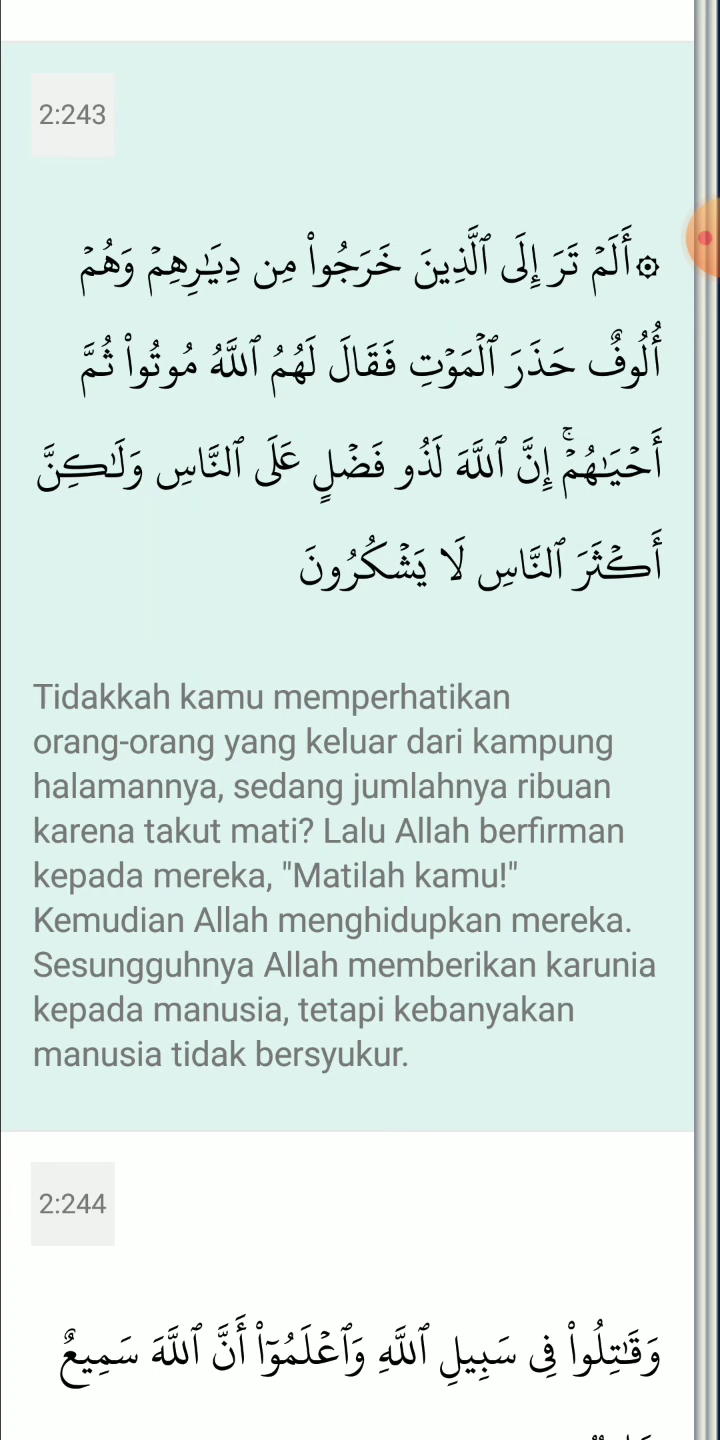 2:243
۞أَلَمۡ تَرَ إِلَى ٱلَّذِينَ خَرَجُواْ مِن دِيَٰرِهِمۡ وَهُمۡ
أُلُوفٌ حَذَرَ ٱلۡمَوۡتِ فَقَالَ لَهُمُ ٱللَّهُ مُوتُواْ ثُمَّ
أَحۡيَٰهُمۡۚ إِنَّ ٱللَّهَ لَذُو فَضۡلٍ عَلَى ٱلنَّاسِ وَلَٰكِنَّ
أَكۡثَرَ ٱلنَّاسِ لَا يَشۡكُرُونَ
Tidakkah kamu memperhatikan
orang-orang yang keluar dari kampung
halamannya, sedang jumlahnya ribuan
karena takut mati? Lalu Allah berfirman
kepada mereka, "Matilah kamu!"
Kemudian Allah menghidupkan mereka.
Sesungguhnya Allah memberikan karunia
kepada manusia, tetapi kebanyakan
manusia tidak bersyukur.
2:244
وَقَٰتِلُواْ فِي سَبِيلِ ٱللَّهِ وَٱعۡلَمُوٓاْ أَنَّ ٱللَّهَ سَمِيعٌ